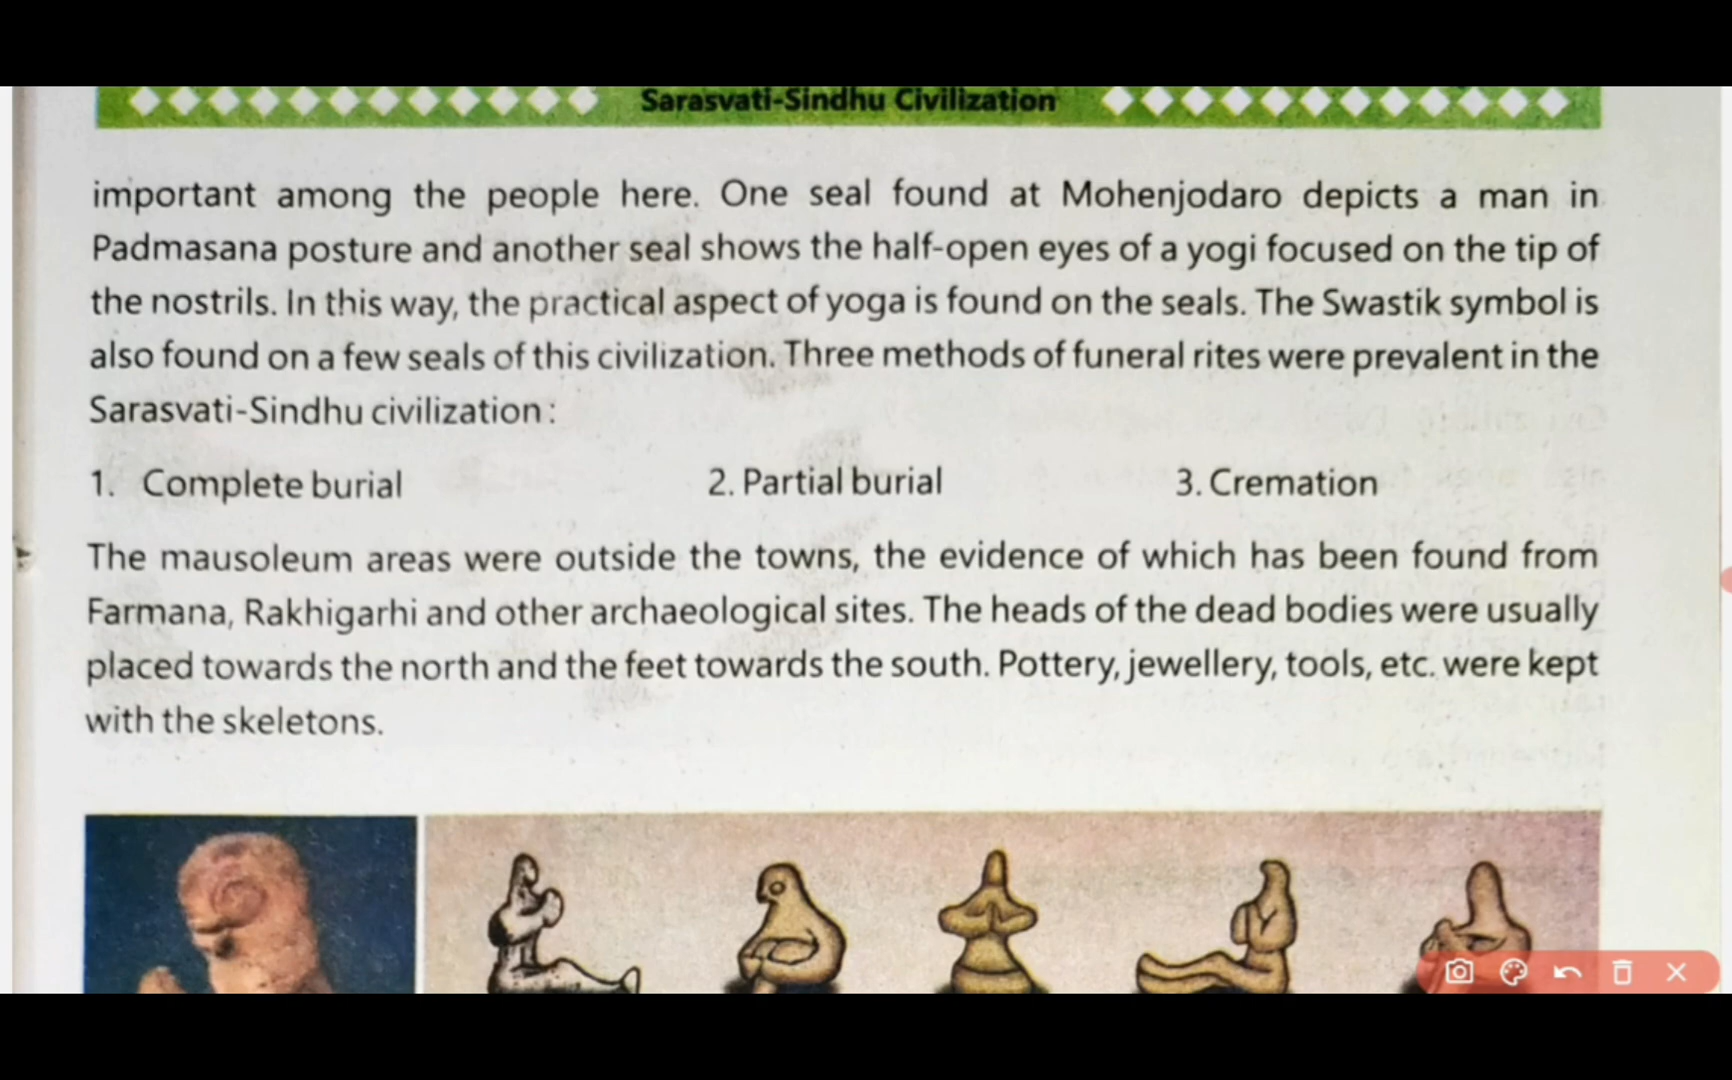 Sarasvati-Sindhu Civilization
important among the people here. One seal found at Mohenjodaro depicts a man in
Padmasana posture and another seal shows the half-open eyes of a yogi focused on the tip of
the nostrils. In this way, the practical aspect of yoga is found on the seals. The Swastik symbol is
also found on a few seals of this civilization. Three methods of funeral rites were prevalent in the
Sarasvati-Sindhu civilization :
1. Complete burial 2. Partial burial 3. Cremation
The mausoleum areas were outside the towns, the evidence of which has been found from
Farmana, Rakhigarhi and other archaeological sites. The heads of the dead bodies were usually
placed towards the north and the feet towards the south. Pottery, jewellery, tools, etc. were kept
with the skeletons.